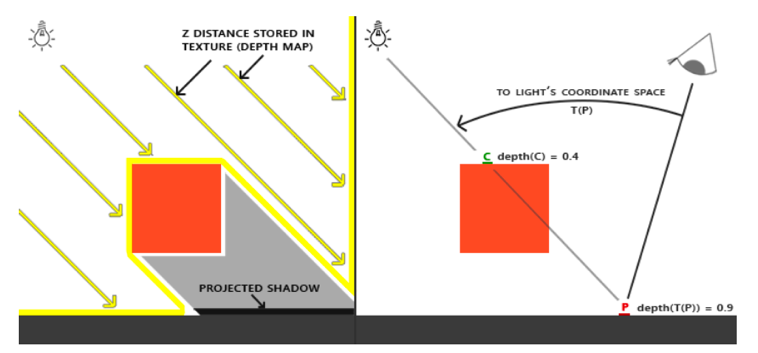 Z DISTANCE STORED IN
TEXTURE (DEPTH MAP)
PROJECTED SHADOW
TO LIGHT'S COORDINATE SPACE
T(P)
C depth(C) = 0.4
P depth(T(P)) = 0.9